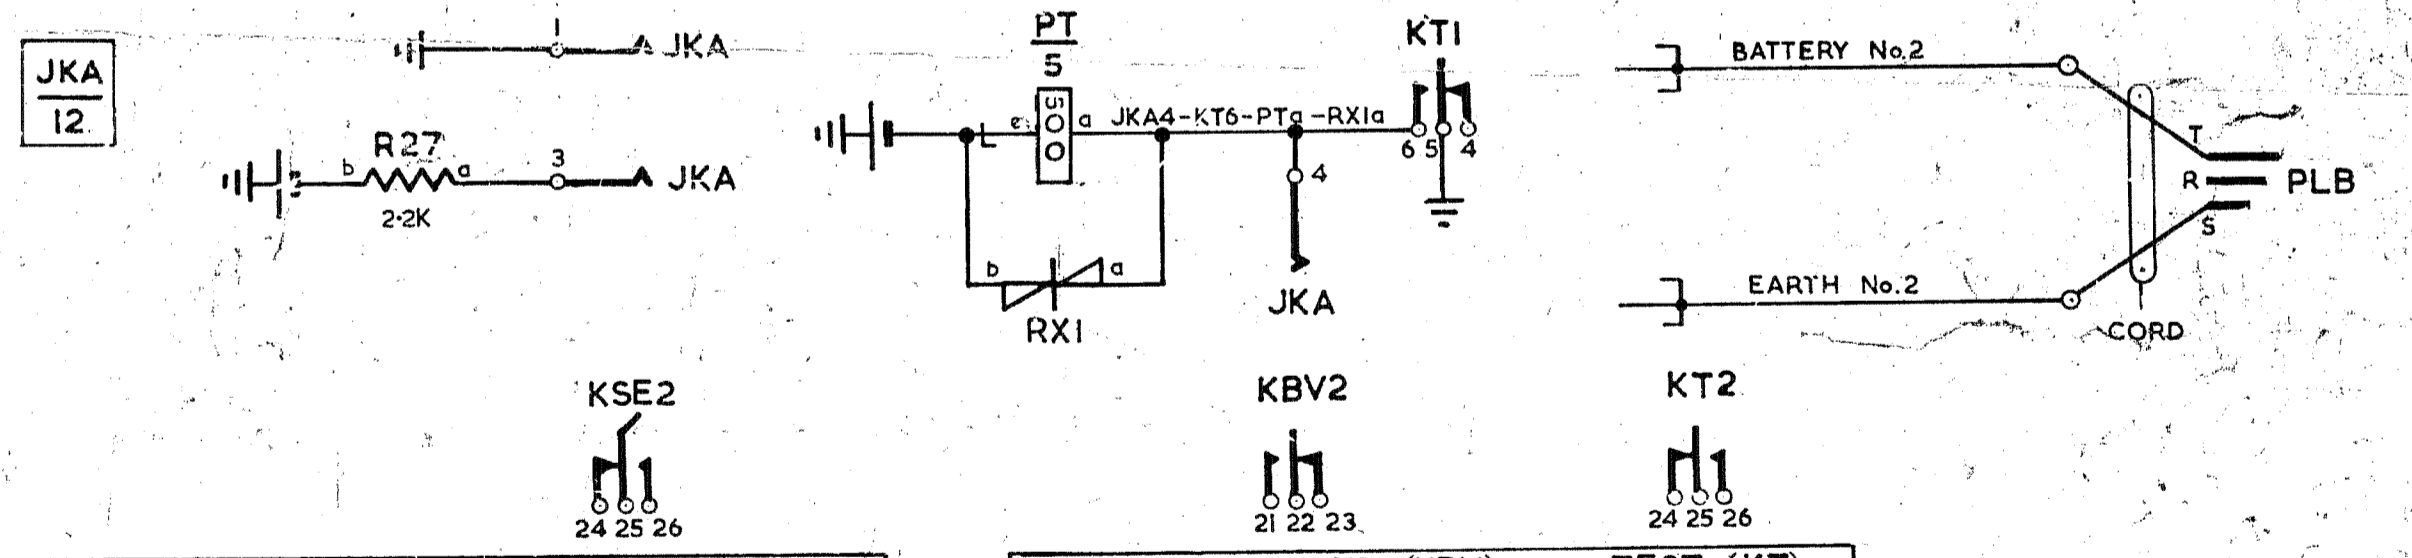 JKA
12
1
JKA
R27
b
a
2·2K
3
JKA
PT
5
500
L
e
a
JKA4-KT6-PTa-RX1a
b
a
RX1
4
JKA
KT1
6 5 4
BATTERY No.2
T
R
S
PLB
EARTH No.2
CORD
KSE2
24 25 26
KBV2
21 22 23
KT2
24 25 26